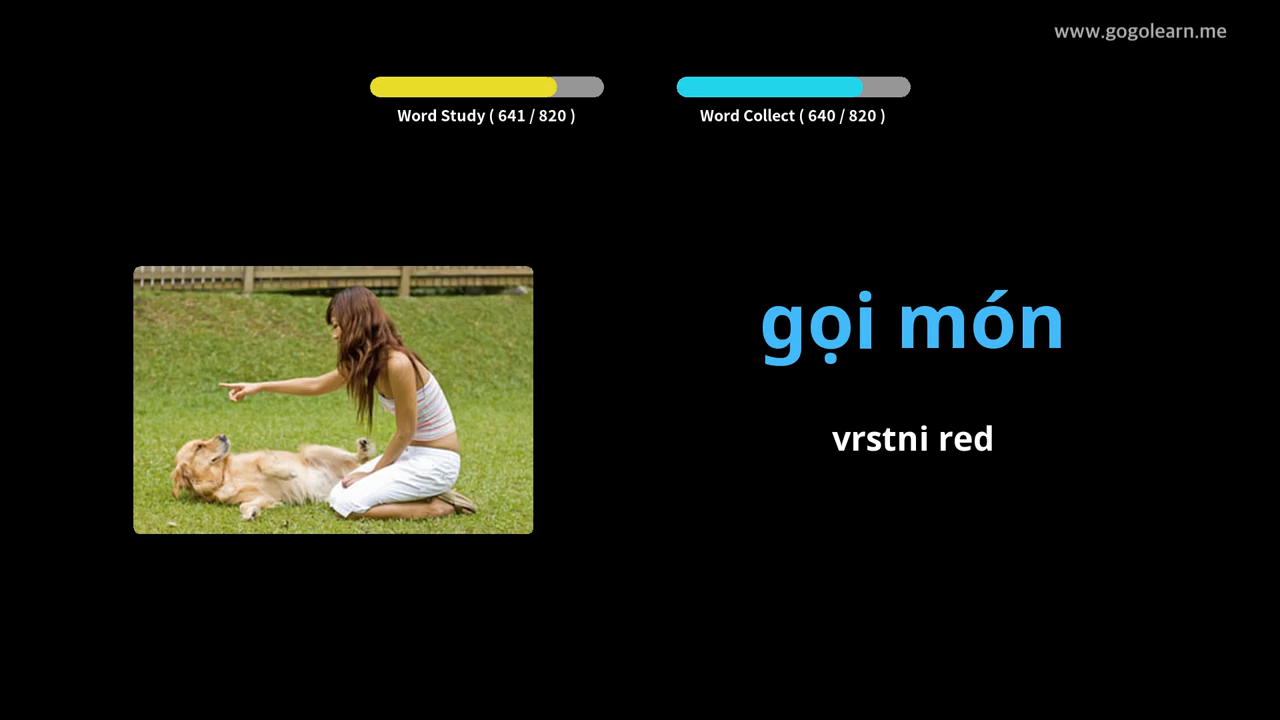 www.gogolearn.me
Word Study ( 641 / 820 )
Word Collect ( 640 / 820 )
gọi món
vrstni red